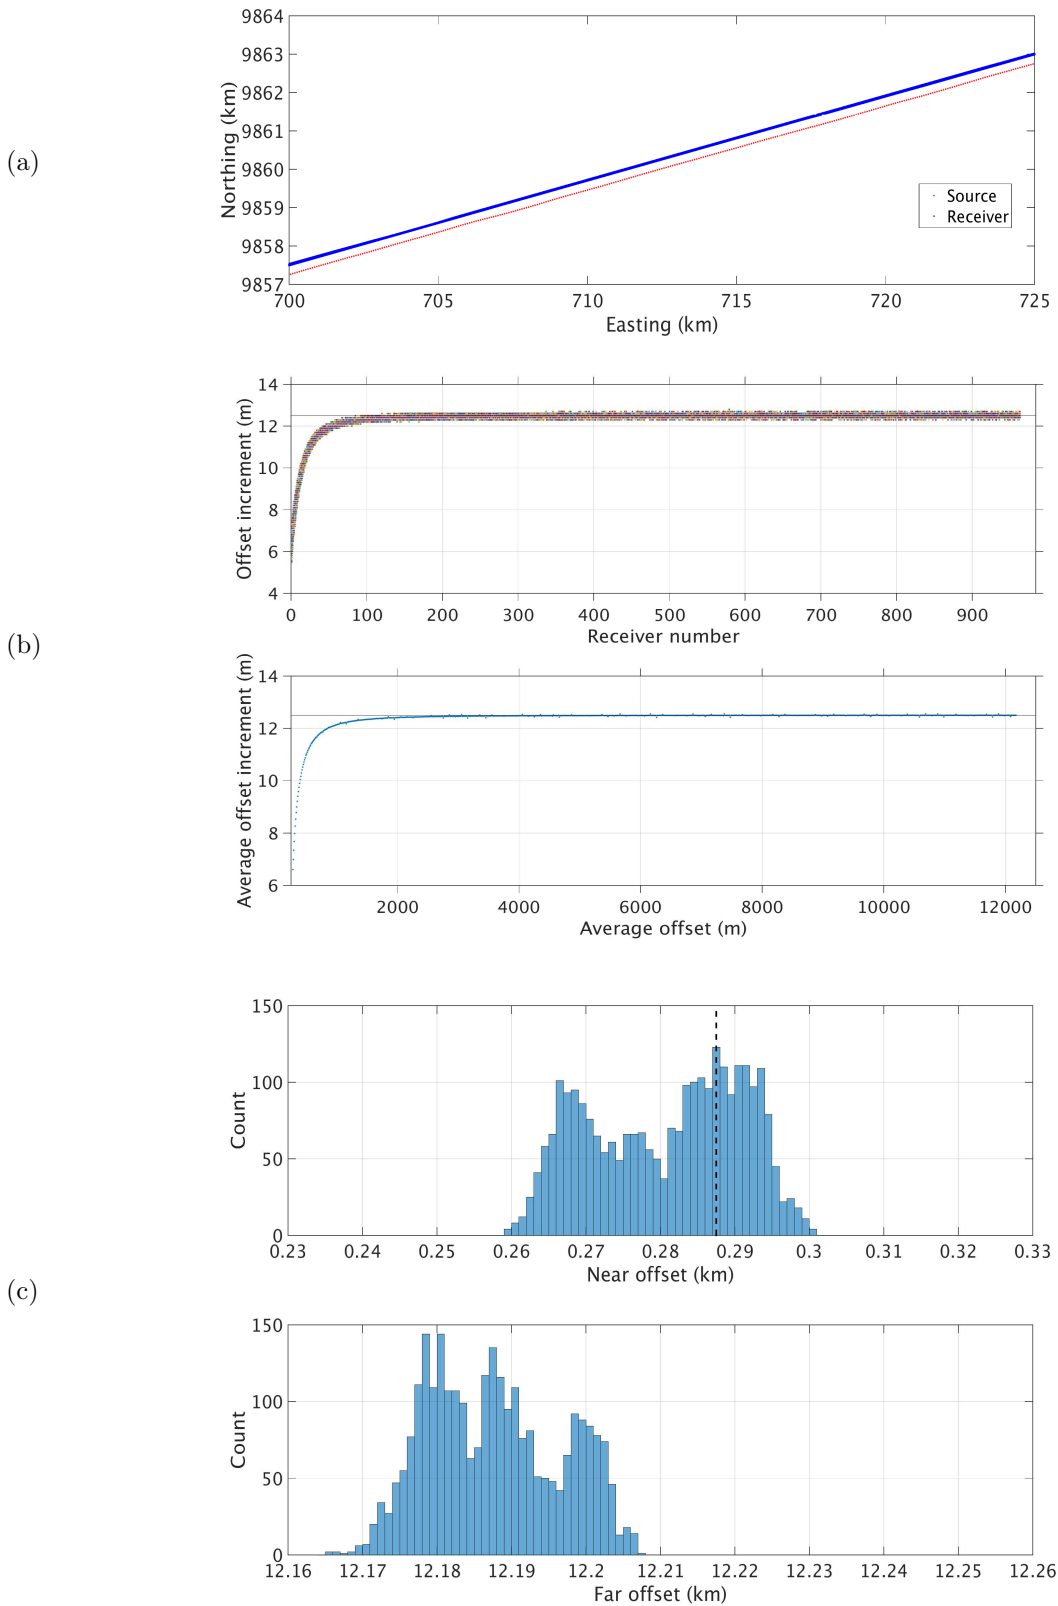 (a)
Northing (km)
9864
9863
9862
9861
9860
9859
9858
9857
Source
Receiver
700 705 710 715 720 725
Easting (km)
(b)
Offset increment (m)
14
12
10
8
6
4
0 100 200 300 400 500 600 700 800 900
Receiver number
Average offset increment (m)
14
12
10
8
6
2000 4000 6000 8000 10000 12000
Average offset (m)
(c)
Count
150
100
50
0
0.23 0.24 0.25 0.26 0.27 0.28 0.29 0.3 0.31 0.32 0.33
Near offset (km)
Count
150
100
50
0
12.16 12.17 12.18 12.19 12.2 12.21 12.22 12.23 12.24 12.25 12.26
Far offset (km)